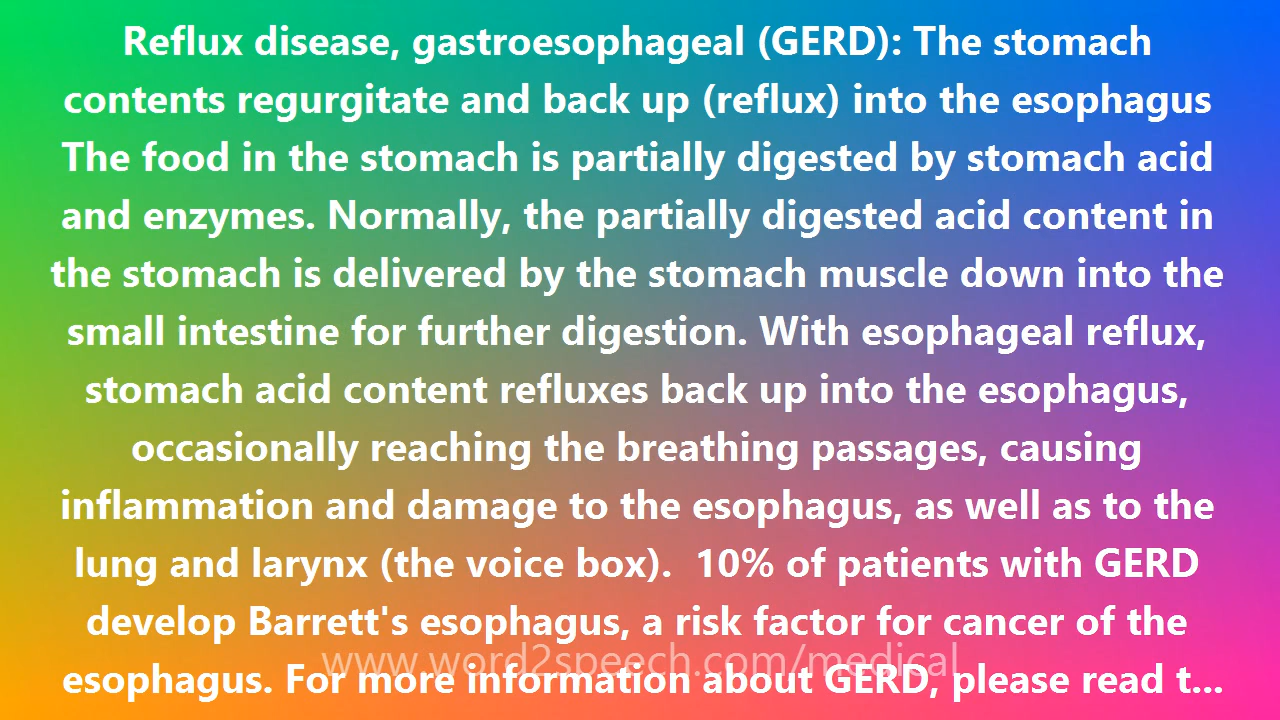 Reflux disease, gastroesophageal (GERD): The stomach
contents regurgitate and back up (reflux) into the esophagus
The food in the stomach is partially digested by stomach acid
and enzymes. Normally, the partially digested acid content in
the stomach is delivered by the stomach muscle down into the
small intestine for further digestion. With esophageal reflux,
stomach acid content refluxes back up into the esophagus,
occasionally reaching the breathing passages, causing
inflammation and damage to the esophagus, as well as to the
lung and larynx (the voice box).  10% of patients with GERD
develop Barrett's esophagus, a risk factor for cancer of the
www.word2speech.com/medical
esophagus. For more information about GERD, please read t...